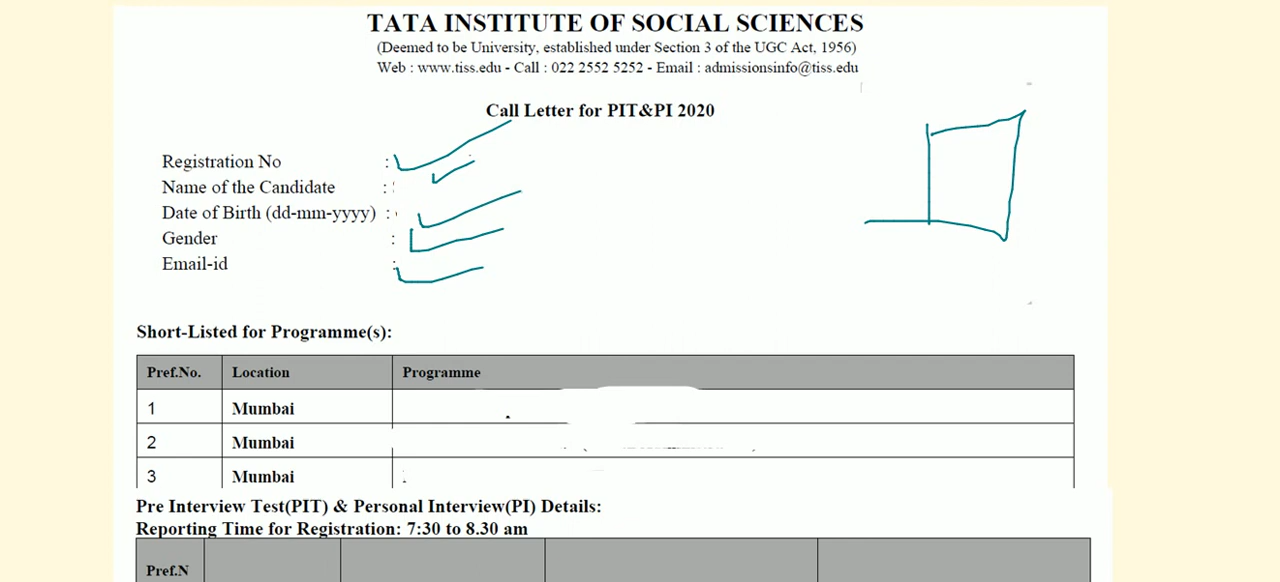 TATA INSTITUTE OF SOCIAL SCIENCES
(Deemed to be University, established under Section 3 of the UGC Act, 1956)
Web : www.tiss.edu - Call : 022 2552 5252 - Email : admissionsinfo@tiss.edu
Call Letter for PIT&PI 2020
Registration No :
Name of the Candidate :
Date of Birth (dd-mm-yyyy) :
Gender :
Email-id :
Short-Listed for Programme(s):
Pref.No. Location Programme
1 Mumbai
2 Mumbai
3 Mumbai
Pre Interview Test(PIT) & Personal Interview(PI) Details:
Reporting Time for Registration: 7:30 to 8.30 am
Pref.N